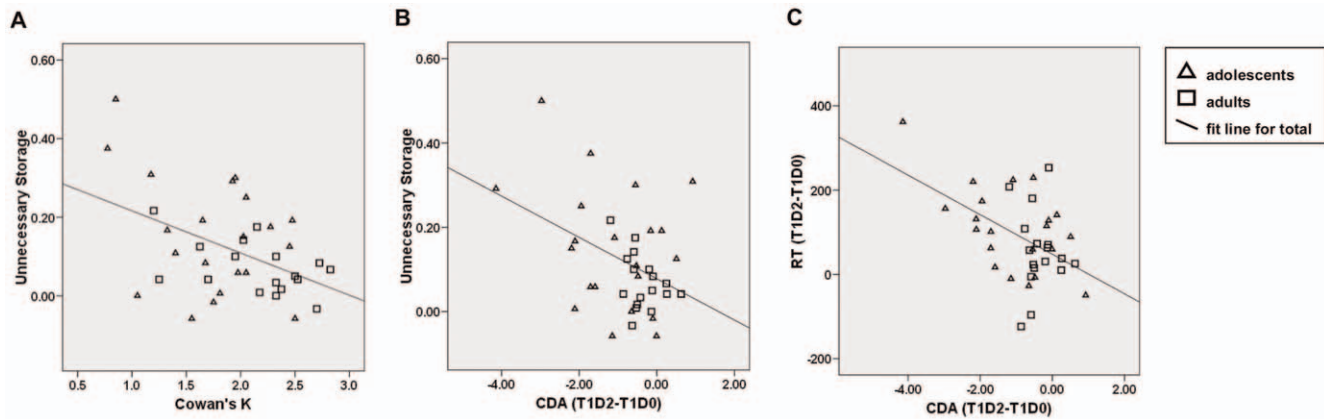 A
B
C
0.60
0.40
0.20
0.00
Unnecessary Storage
0.5 1.0 1.5 2.0 2.5 3.0
Cowan's K
0.60
0.40
0.20
0.00
Unnecessary Storage
-4.00 -2.00 0.00 2.00
CDA (T1D2-T1D0)
400
200
0
-200
RT (T1D2-T1D0)
-4.00 -2.00 0.00 2.00
CDA (T1D2-T1D0)
adolescents
adults
fit line for total